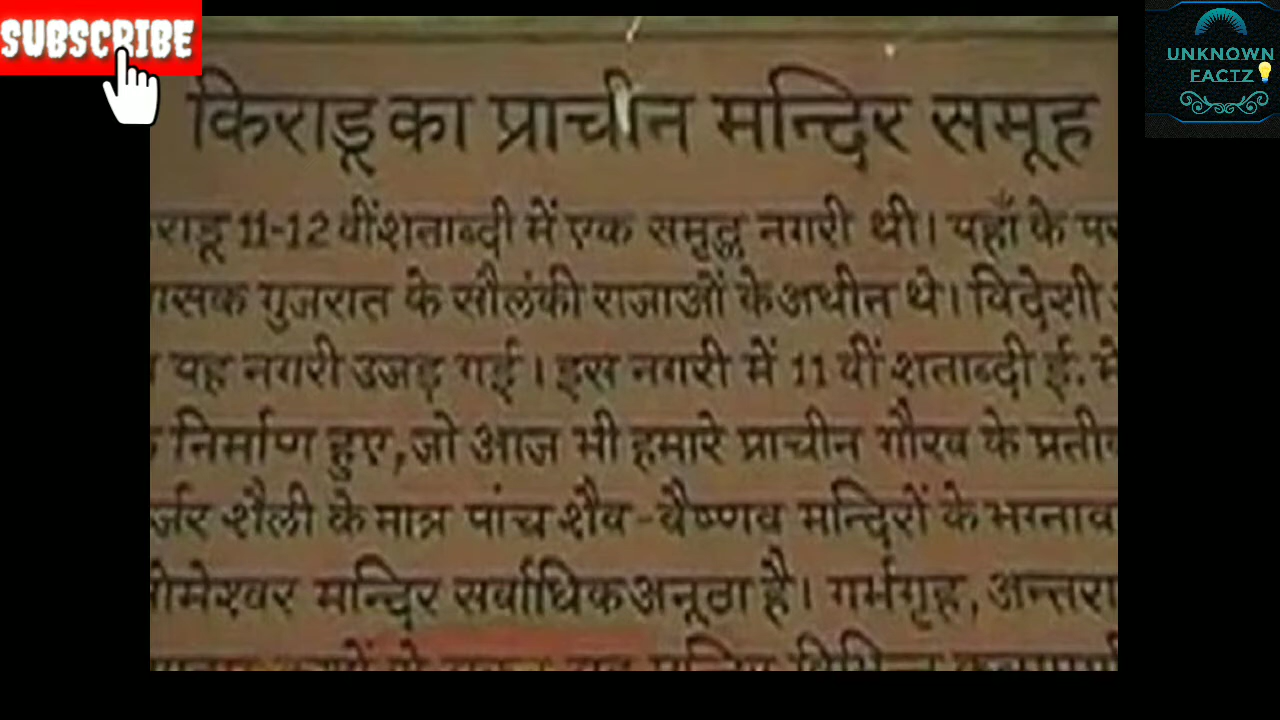 SUBSCRIBE
UNKNOWN
FACTZ
किराडू का प्राचीन मन्दिर समूह
राडू 11-12 वीं शताब्दी में एक समृद्ध नगरी थी। यहाँ के पर
सक गुजरात के सौलंकी राजाओं के अधीन थे। विदेशी
यह नगरी उजड़ गई। इस नगरी में 11 वीं शताब्दी ई. में
निर्माण हुए, जो आज भी हमारे प्राचीन गौरव के प्रतीक
र्जर शैली के मात्र पांच शैव-वैष्णव मन्दिरों के भग्नाव
ोमेश्वर मन्दिर सर्वाधिक अनूठा है। गर्भगृह, अन्तरा